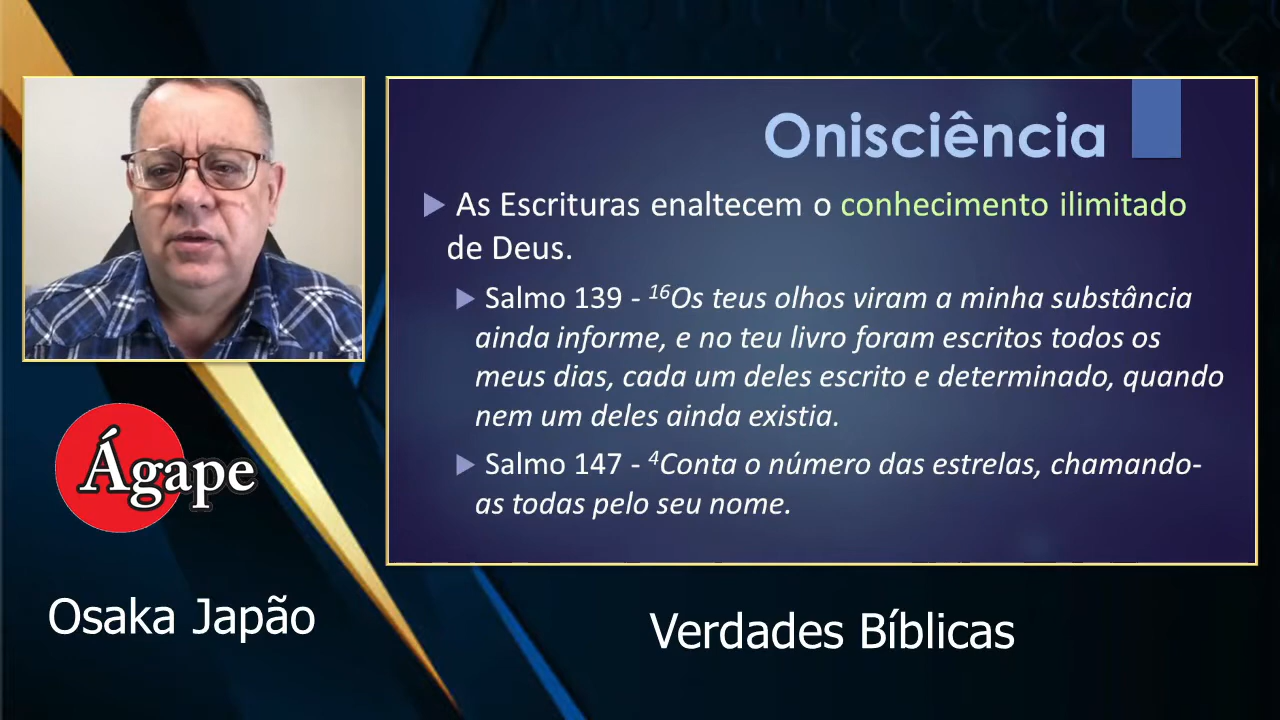 Onisciência
As Escrituras enaltecem o conhecimento ilimitado
de Deus.
Salmo 139 - ¹⁶Os teus olhos viram a minha substância
ainda informe, e no teu livro foram escritos todos os
meus dias, cada um deles escrito e determinado, quando
nem um deles ainda existia.
Salmo 147 - ⁴Conta o número das estrelas, chamando-
as todas pelo seu nome.
Ágape
Osaka Japão
Verdades Bíblicas